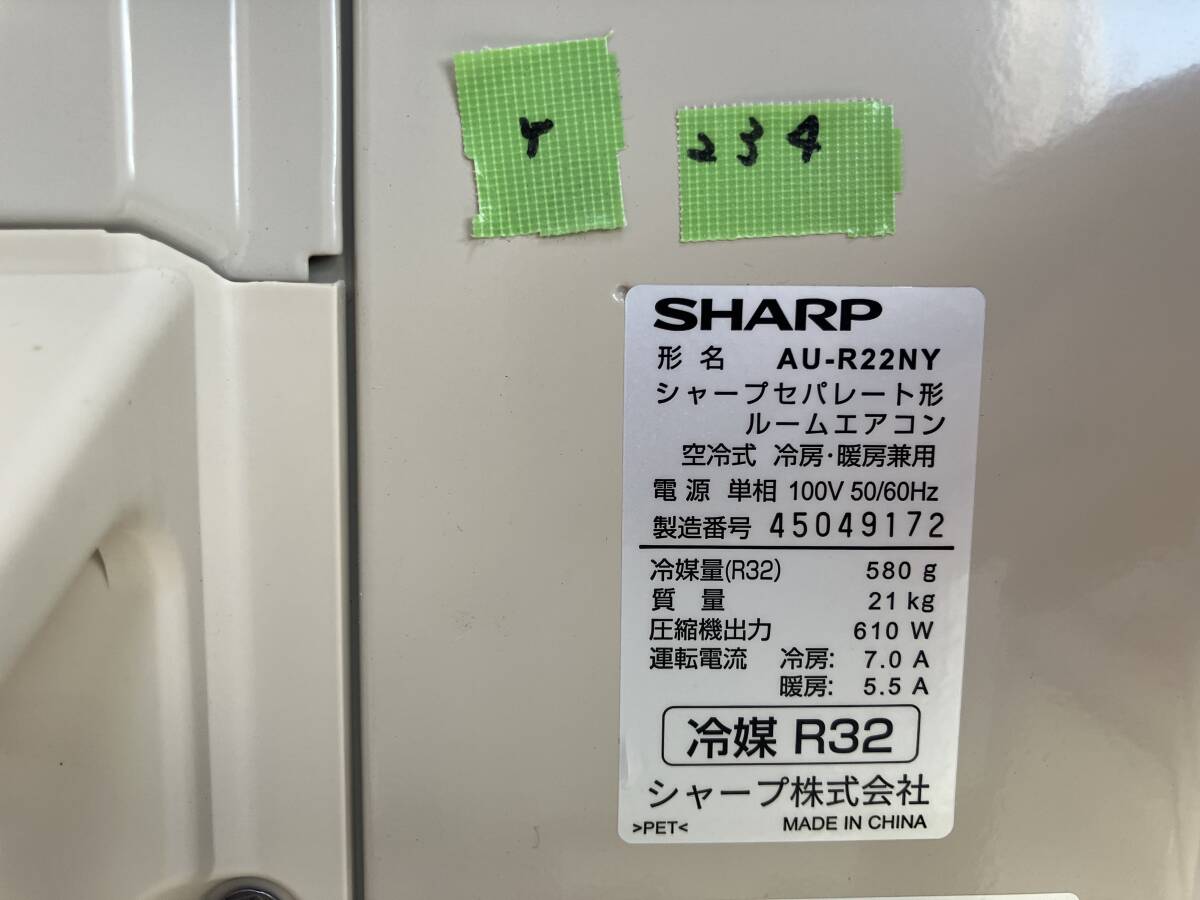 Y
234
SHARP
形名 AU-R22NY
シャープセパレート形
ルームエアコン
空冷式 冷房・暖房兼用
電源 単相 100V 50/60Hz
製造番号 45049172
冷媒量(R32) 580 g
質量 21 kg
圧縮機出力 610 W
運転電流 冷房: 7.0 A
暖房: 5.5 A
冷媒 R32
シャープ株式会社
>PET< MADE IN CHINA